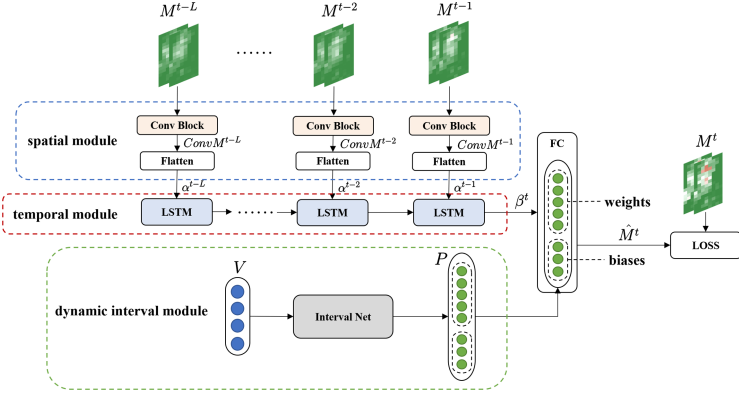 M^{t-L}
......
M^{t-2}
M^{t-1}
spatial module
Conv Block
Conv Block
Conv Block
ConvM^{t-L}
ConvM^{t-2}
ConvM^{t-1}
Flatten
Flatten
Flatten
α^{t-L}
α^{t-2}
α^{t-1}
temporal module
LSTM
......
LSTM
LSTM
β^t
FC
weights
biases
M^t
M̂^t
LOSS
dynamic interval module
V
Interval Net
P